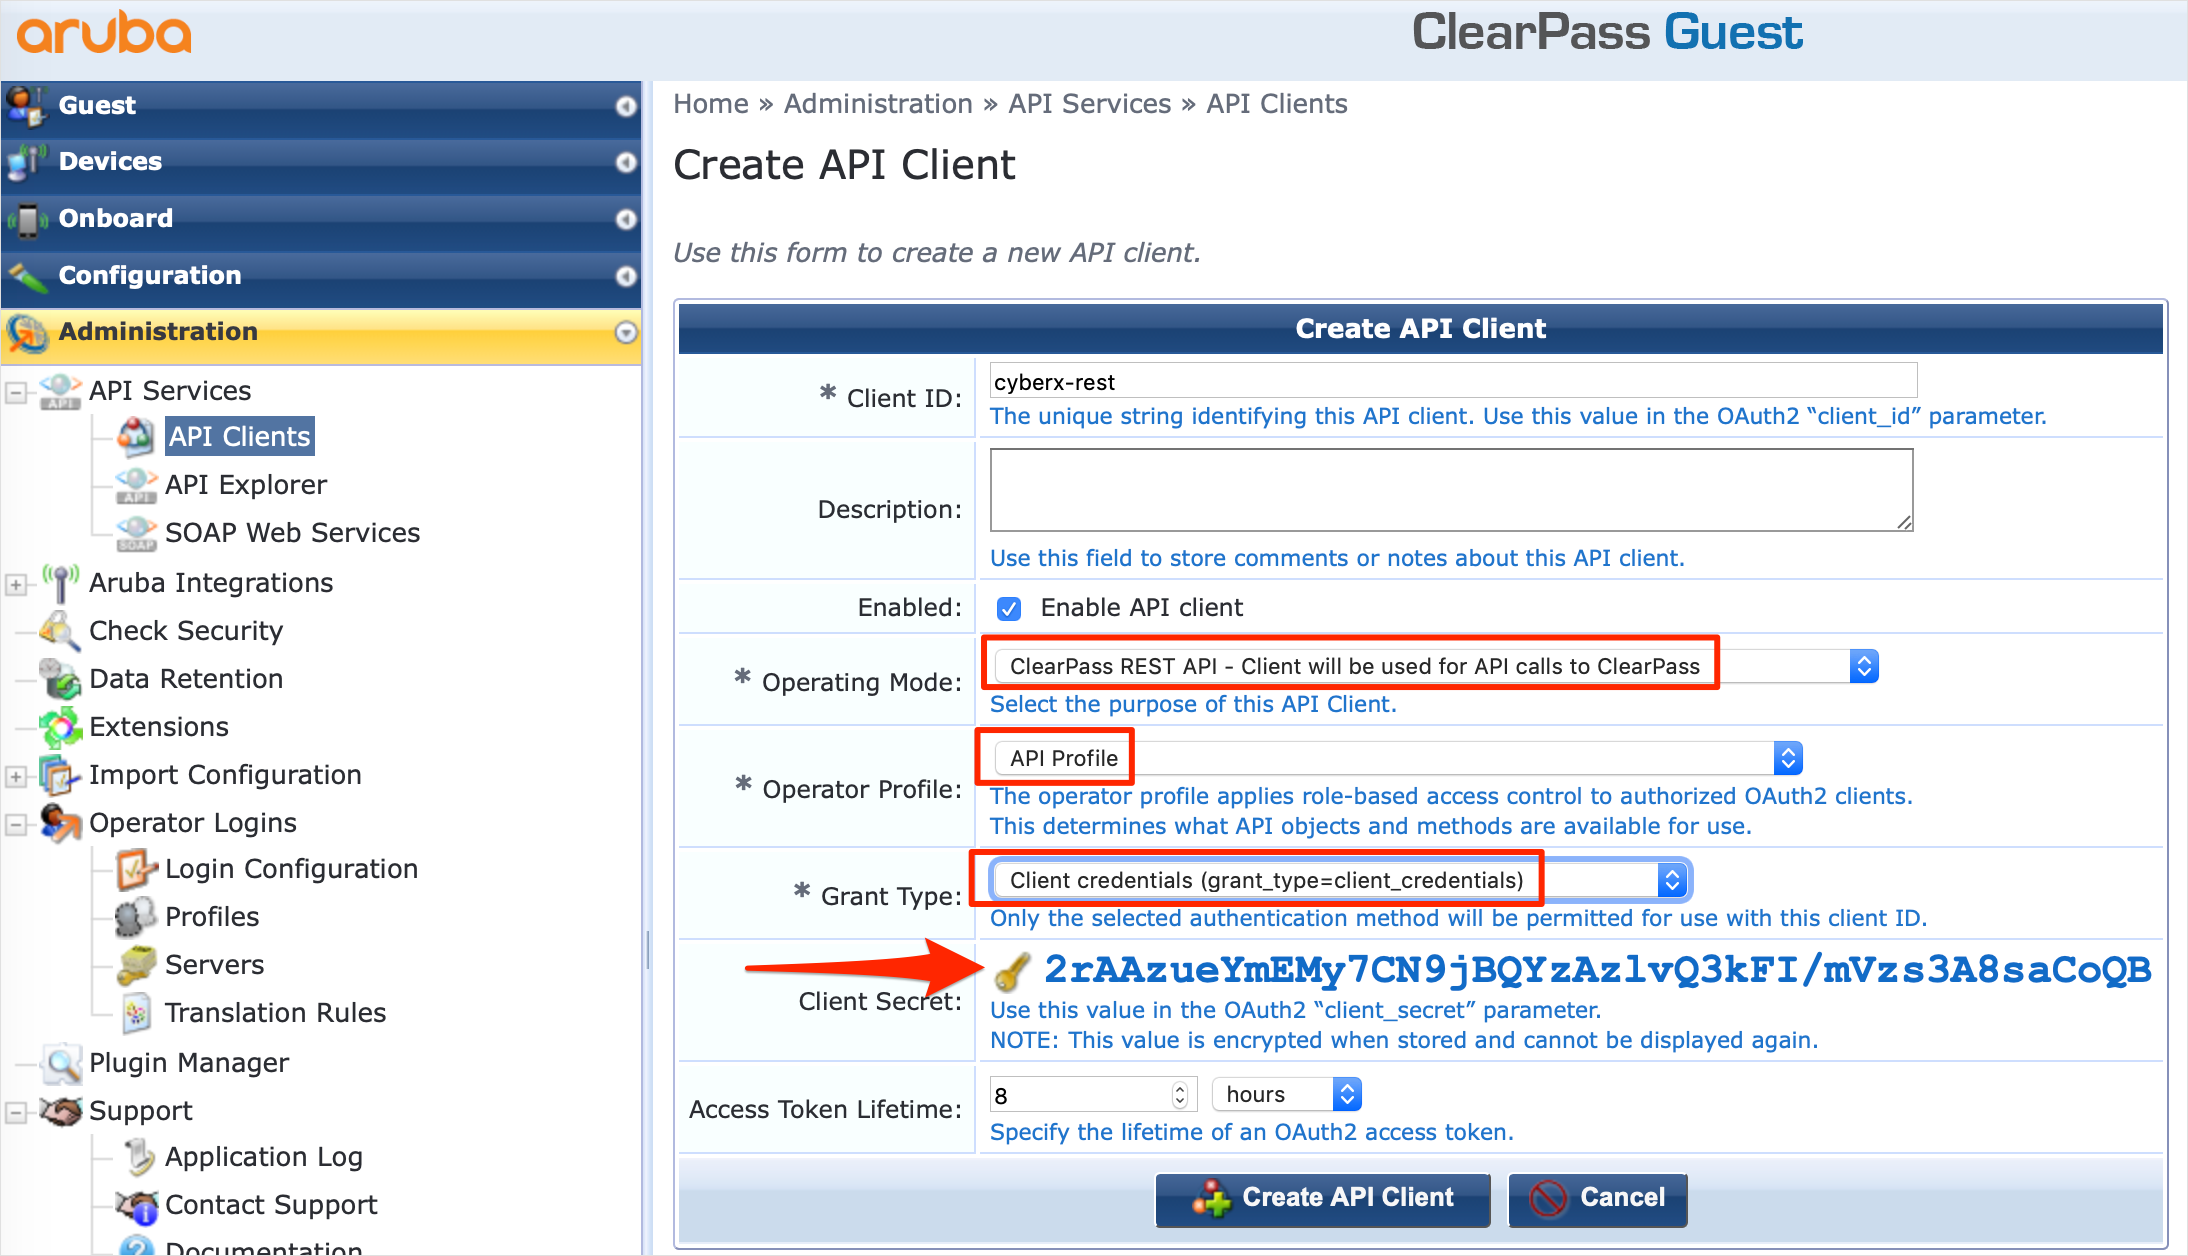 aruba
ClearPass Guest
Guest
Devices
Onboard
Configuration
Administration
API Services
API Clients
API Explorer
SOAP Web Services
Aruba Integrations
Check Security
Data Retention
Extensions
Import Configuration
Operator Logins
Login Configuration
Profiles
Servers
Translation Rules
Plugin Manager
Support
Application Log
Contact Support
Documentation
Home » Administration » API Services » API Clients
Create API Client
Use this form to create a new API client.
Create API Client
* Client ID:
cyberx-rest
The unique string identifying this API client. Use this value in the OAuth2 “client_id” parameter.
Description:
Use this field to store comments or notes about this API client.
Enabled:
Enable API client
* Operating Mode:
ClearPass REST API - Client will be used for API calls to ClearPass
Select the purpose of this API Client.
* Operator Profile:
API Profile
The operator profile applies role-based access control to authorized OAuth2 clients.
This determines what API objects and methods are available for use.
* Grant Type:
Client credentials (grant_type=client_credentials)
Only the selected authentication method will be permitted for use with this client ID.
Client Secret:
2rAAzueYmEMy7CN9jBQYzAzlvQ3kFI/mVzs3A8saCoQB
Use this value in the OAuth2 “client_secret” parameter.
NOTE: This value is encrypted when stored and cannot be displayed again.
Access Token Lifetime:
8
hours
Specify the lifetime of an OAuth2 access token.
Create API Client
Cancel